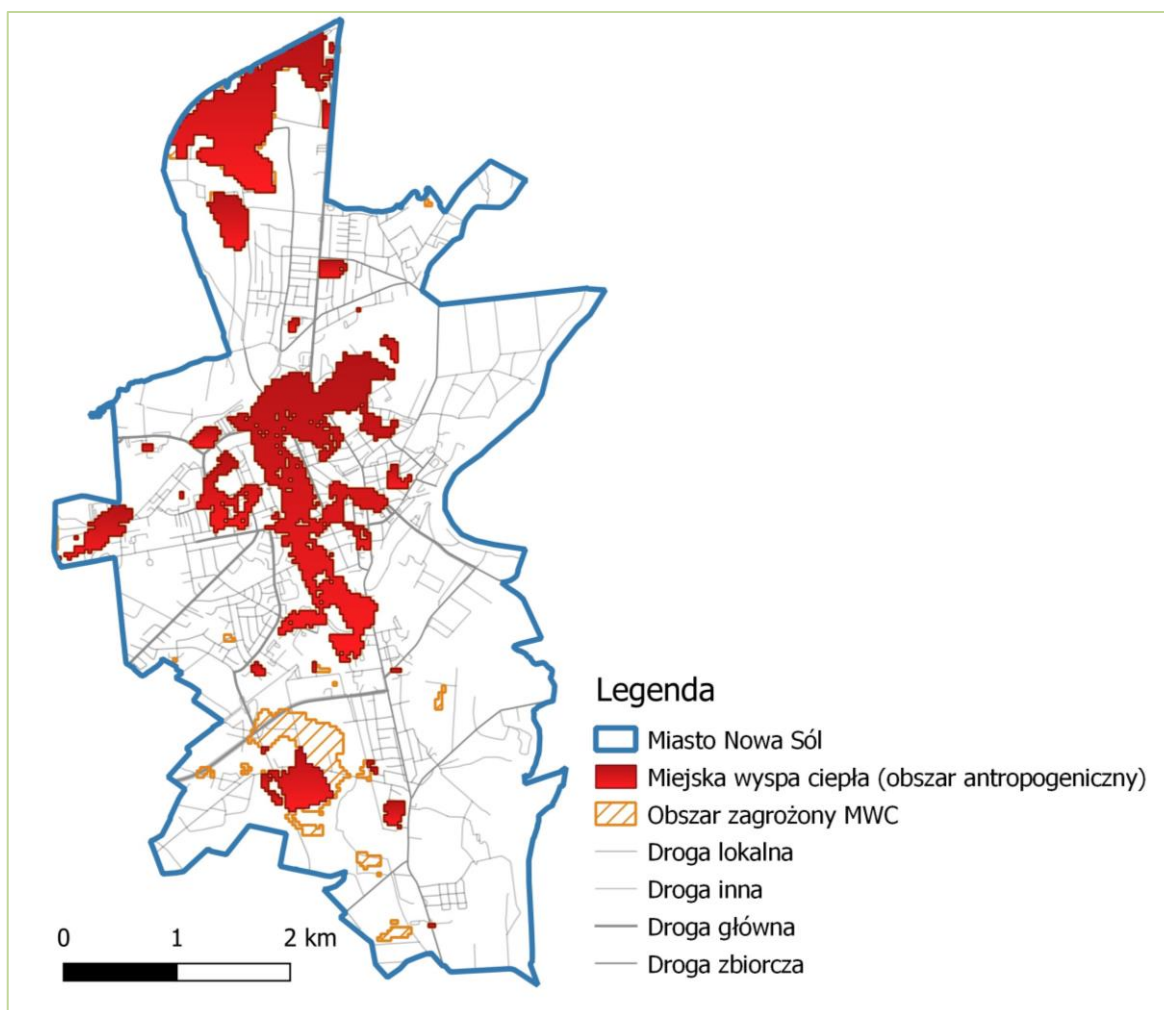 Legenda
Miasto Nowa Sól
Miejska wyspa ciepła (obszar antropogeniczny)
Obszar zagrożony MWC
Droga lokalna
Droga inna
Droga główna
Droga zbiorcza
0 1 2 km